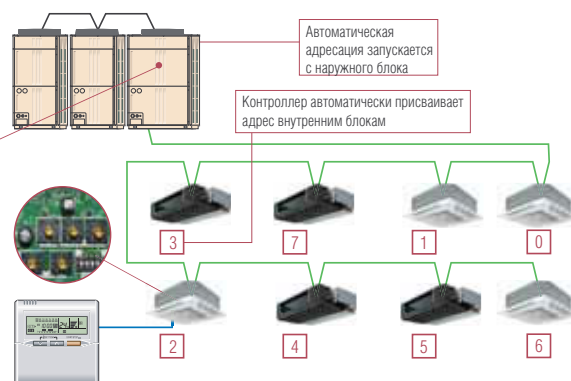 Автоматическая
адресация запускается
с наружного блока
Контроллер автоматически присваивает
адрес внутренним блокам
3
7
1
0
2
4
5
6